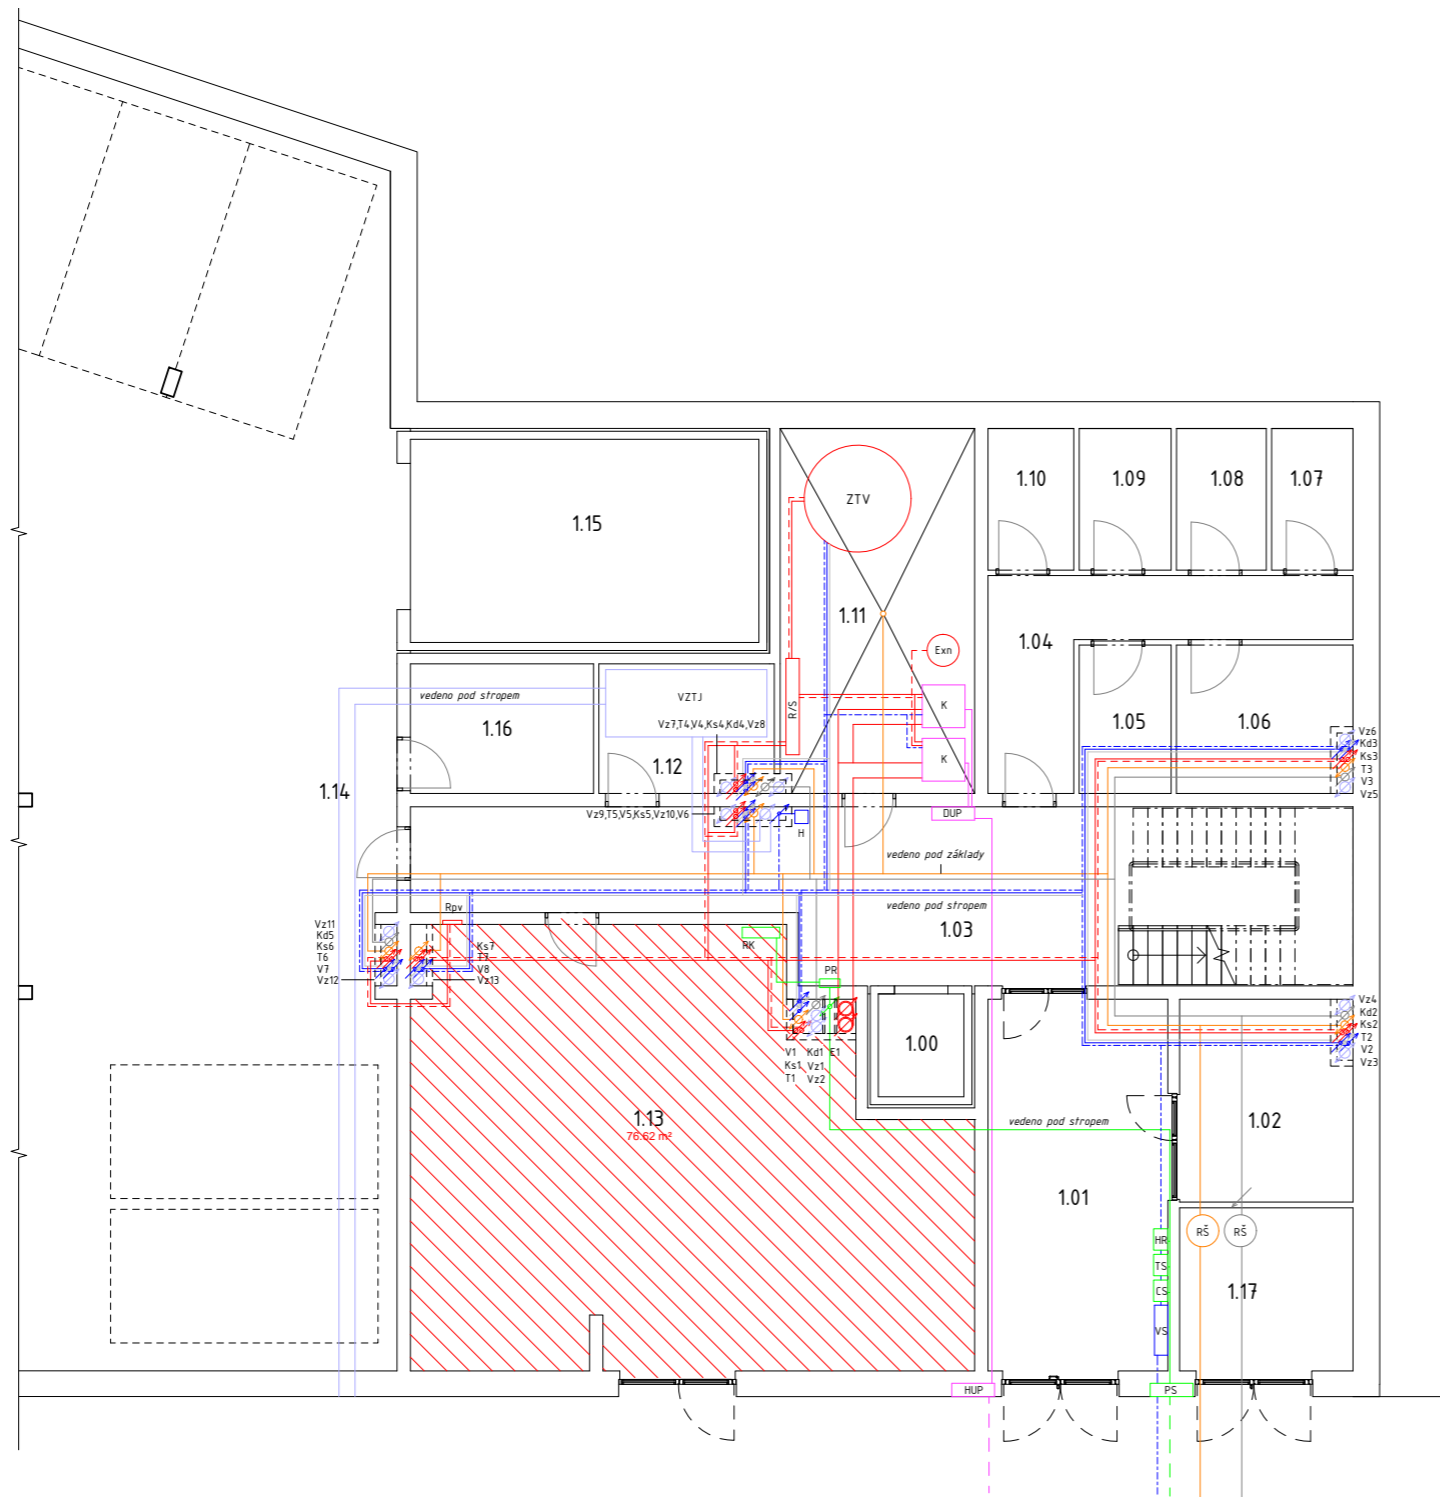 1.10
1.09
1.08
1.07
ZTV
1.15
1.11
1.04
Exn
vedeno pod stropem
VZTJ
R/S
K
1.16
Vz7,T4,V4,Ks4,Kd4,Vz8
1.05
1.06
Vz6
Kd3
Ks3
T3
V3
Vz5
K
1.12
1.14
Vz9,T5,V5,Ks5,Vz10,V6
H
DUP
vedeno pod základy
vedeno pod stropem
Rpv
1.03
Vz11
Kd5
Ks6
T6
V7
Vz12
Ks7
T7
V8
Vz13
RK
PR
Vz4
Kd2
Ks2
T2
V2
Vz3
1.00
V1 Kd1 E1
Ks1 Vz1
T1 Vz2
1.13
76.62 m²
vedeno pod stropem
1.02
1.01
HR
TS
CS
VS
RŠ
RŠ
1.17
HUP
PS